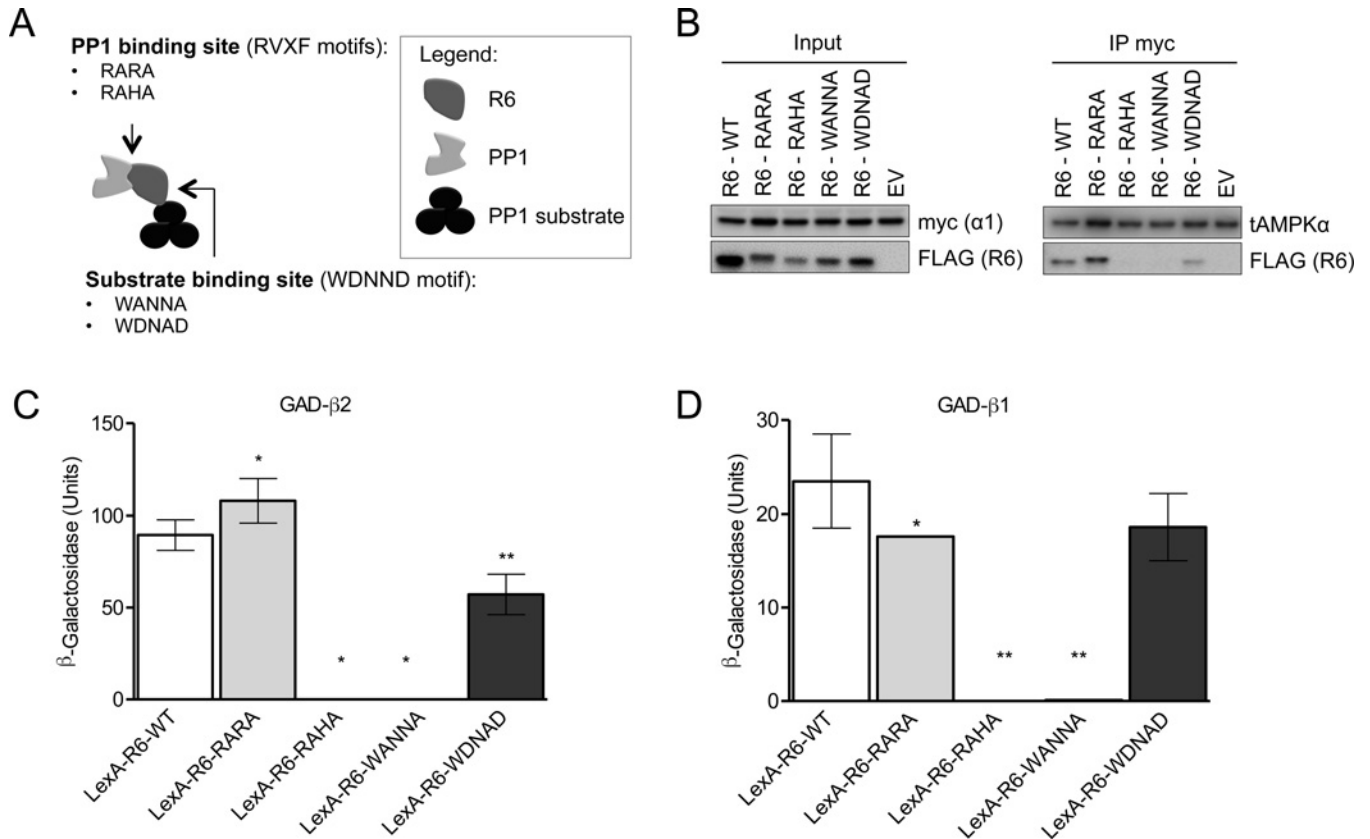 A
PP1 binding site (RVXF motifs):
• RARA
• RAHA
Substrate binding site (WDNND motif):
• WANNA
• WDNAD
Legend:
R6
PP1
PP1 substrate
B
Input
R6 - WT
R6 - RARA
R6 - RAHA
R6 - WANNA
R6 - WDNAD
EV
myc (α1)
FLAG (R6)
IP myc
R6 - WT
R6 - RARA
R6 - RAHA
R6 - WANNA
R6 - WDNAD
EV
tAMPKα
FLAG (R6)
C
GAD-β2
β-Galactosidase (Units)
150
100
50
0
*
*
*
**
LexA-R6-WT
LexA-R6-RARA
LexA-R6-RAHA
LexA-R6-WANNA
LexA-R6-WDNAD
D
GAD-β1
β-Galactosidase (Units)
30
20
10
0
*
**
**
LexA-R6-WT
LexA-R6-RARA
LexA-R6-RAHA
LexA-R6-WANNA
LexA-R6-WDNAD